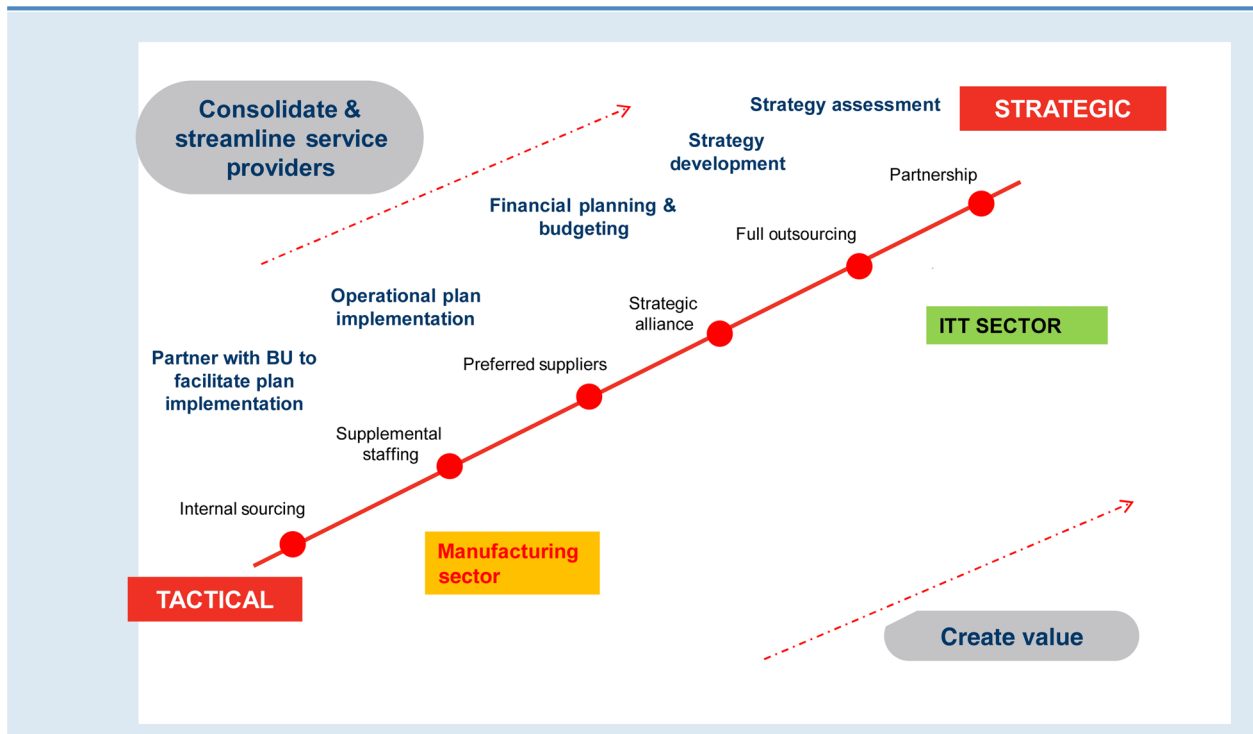 Consolidate &
streamline service
providers
Strategy assessment
STRATEGIC
Strategy
development
Partnership
Financial planning &
budgeting
Full outsourcing
Operational plan
implementation
Strategic
alliance
ITT SECTOR
Partner with BU to
facilitate plan
implementation
Preferred suppliers
Supplemental
staffing
Internal sourcing
Manufacturing
sector
TACTICAL
Create value